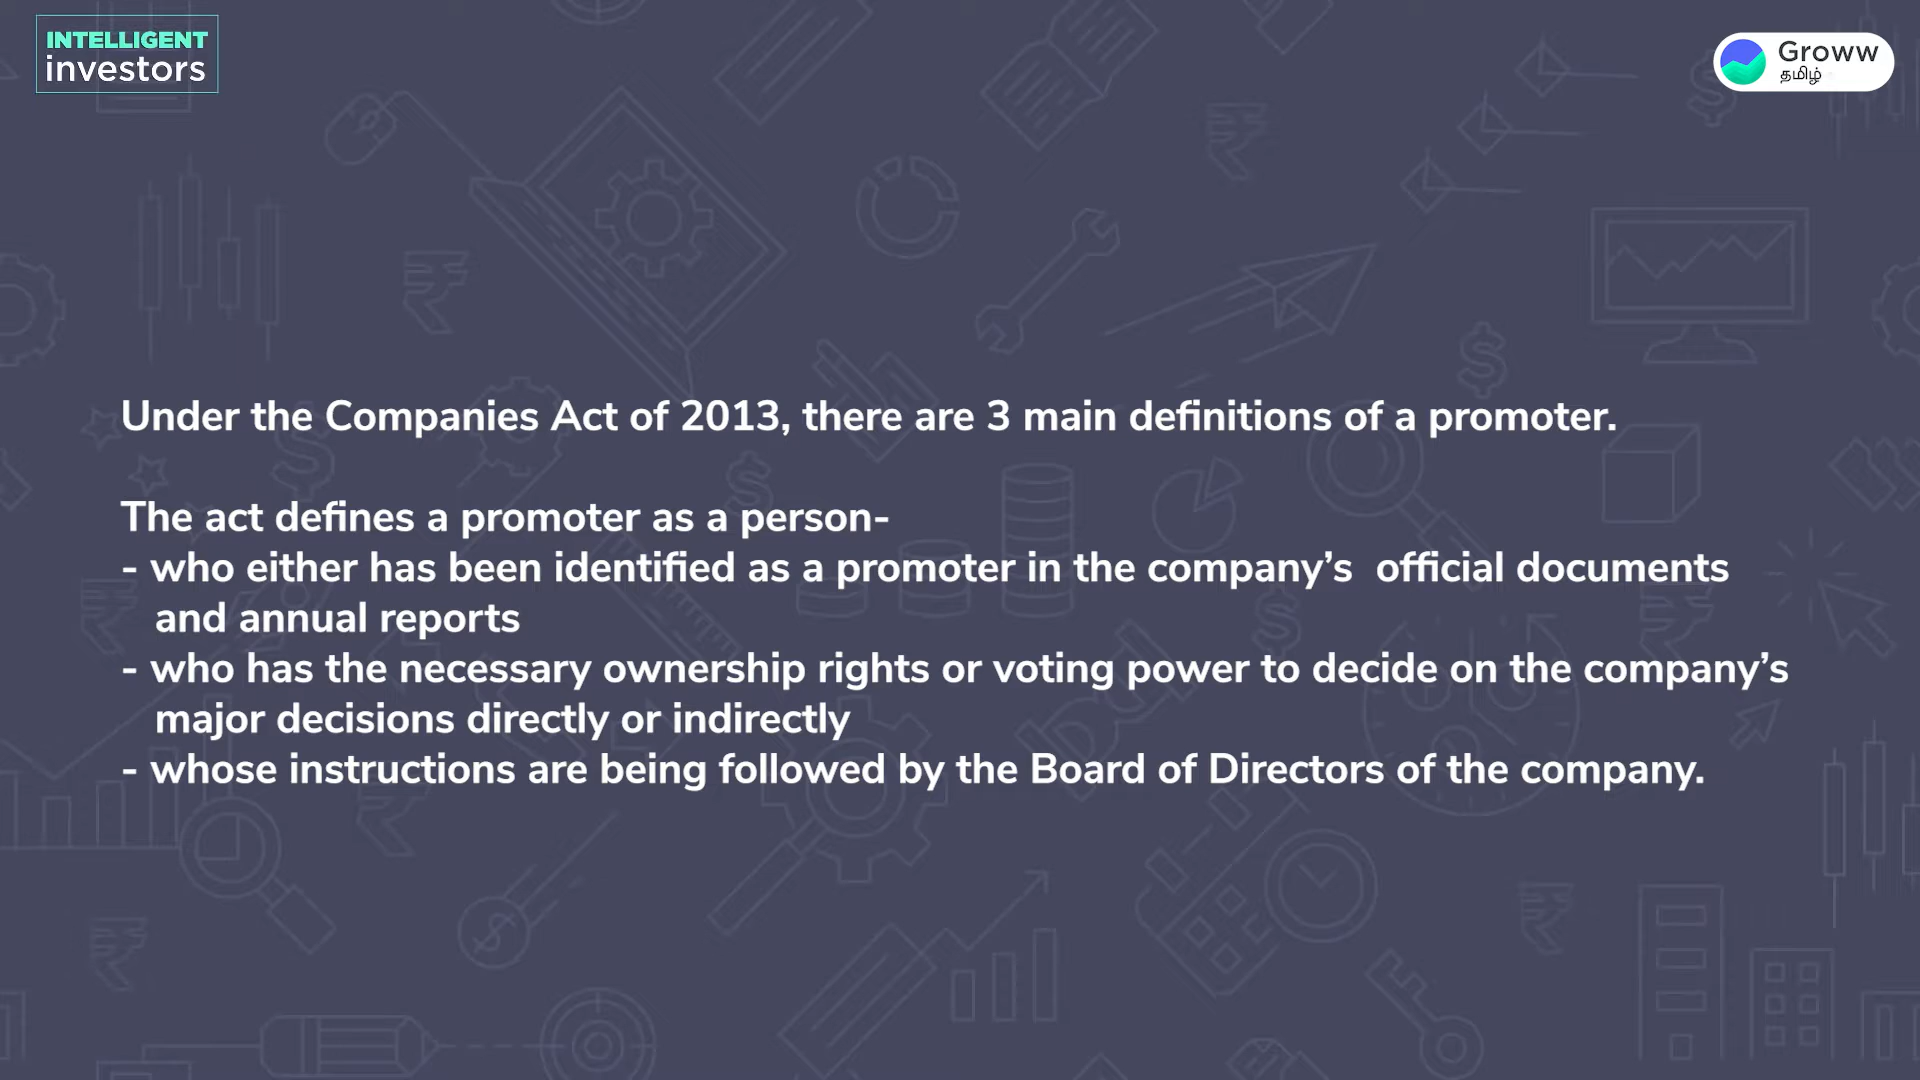 INTELLIGENT
investors
Groww
தமிழ்
Under the Companies Act of 2013, there are 3 main definitions of a promoter.
The act defines a promoter as a person-
- who either has been identified as a promoter in the company’s  official documents
and annual reports
- who has the necessary ownership rights or voting power to decide on the company’s
major decisions directly or indirectly
- whose instructions are being followed by the Board of Directors of the company.